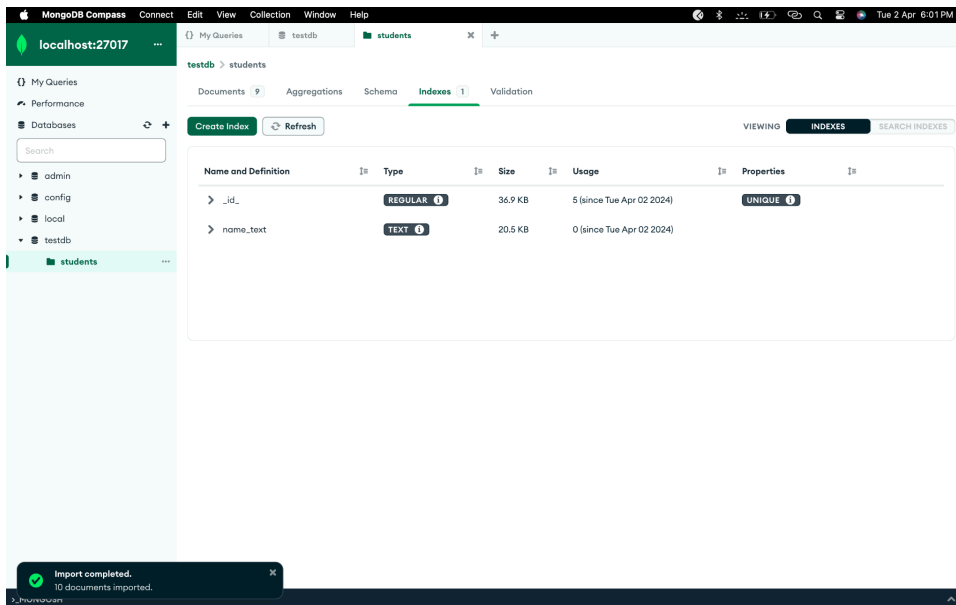 MongoDB Compass Connect Edit View Collection Window Help Tue 2 Apr 6:01 PM
localhost:27017 ...
{} My Queries testdb students × +
testdb > students
{} My Queries
Performance
Databases
Search
admin
config
local
testdb
students ...
Documents 9 Aggregations Schema Indexes 1 Validation
Create Index Refresh VIEWING INDEXES SEARCH INDEXES
Name and Definition Type Size Usage Properties
_id_ REGULAR 36.9 KB 5 (since Tue Apr 02 2024) UNIQUE
name_text TEXT 20.5 KB 0 (since Tue Apr 02 2024)
Import completed. ×
10 documents imported.
>_MONGOSH